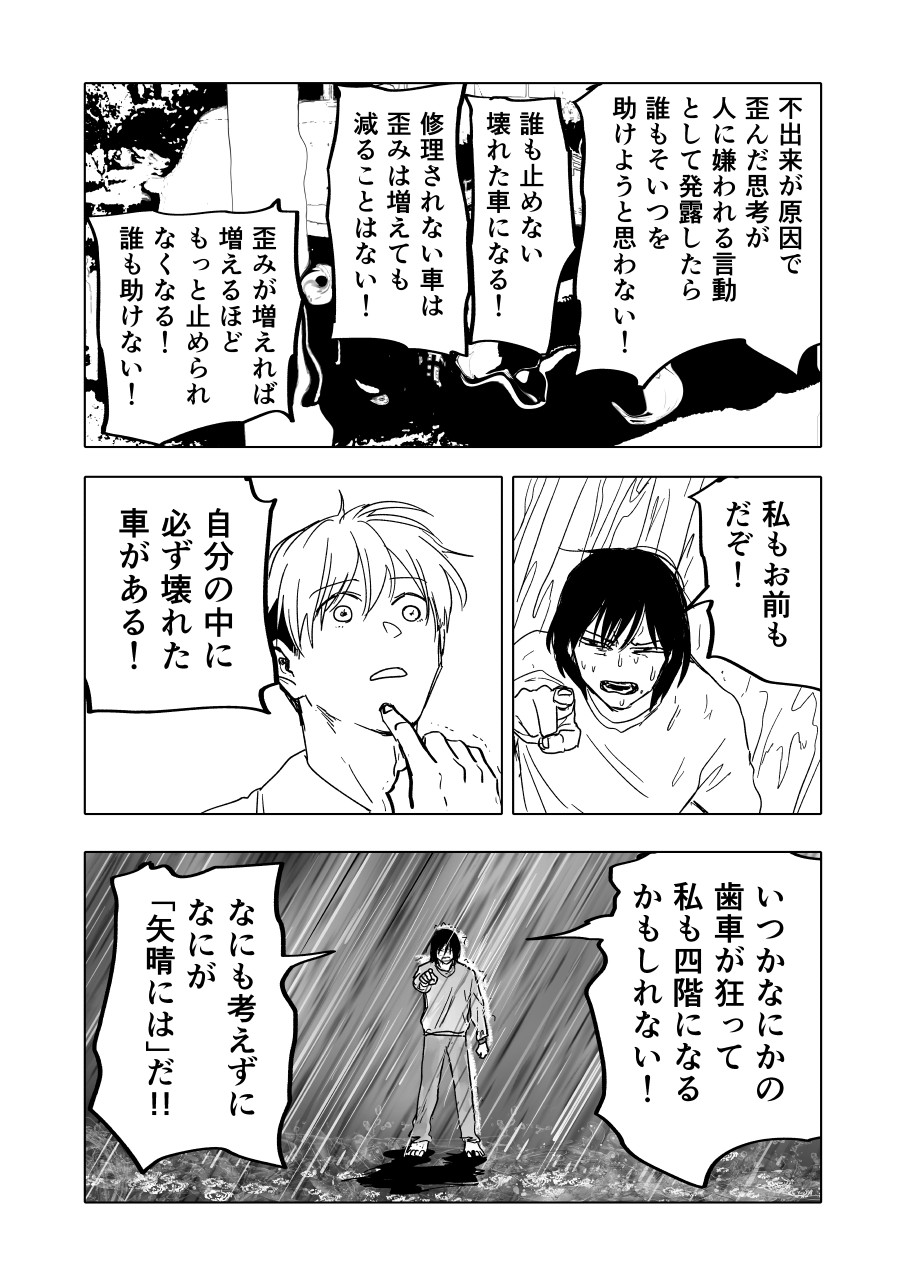 不出来が原因で
歪んだ思考が
人に嫌われる言動
として発露したら
誰もそいつを
助けようと思わない！
誰も止めない
壊れた車になる！
修理されない車は
歪みは増えても
減ることはない！
歪みが増えれば
増えるほど
もっと止められ
なくなる！
誰も助けない！
私もお前も
だぞ！
自分の中に
必ず壊れた
車がある！
いつかなにかの
歯車が狂って
私も四階になる
かもしれない！
なにも考えずに
なにが
「矢晴には」だ!!